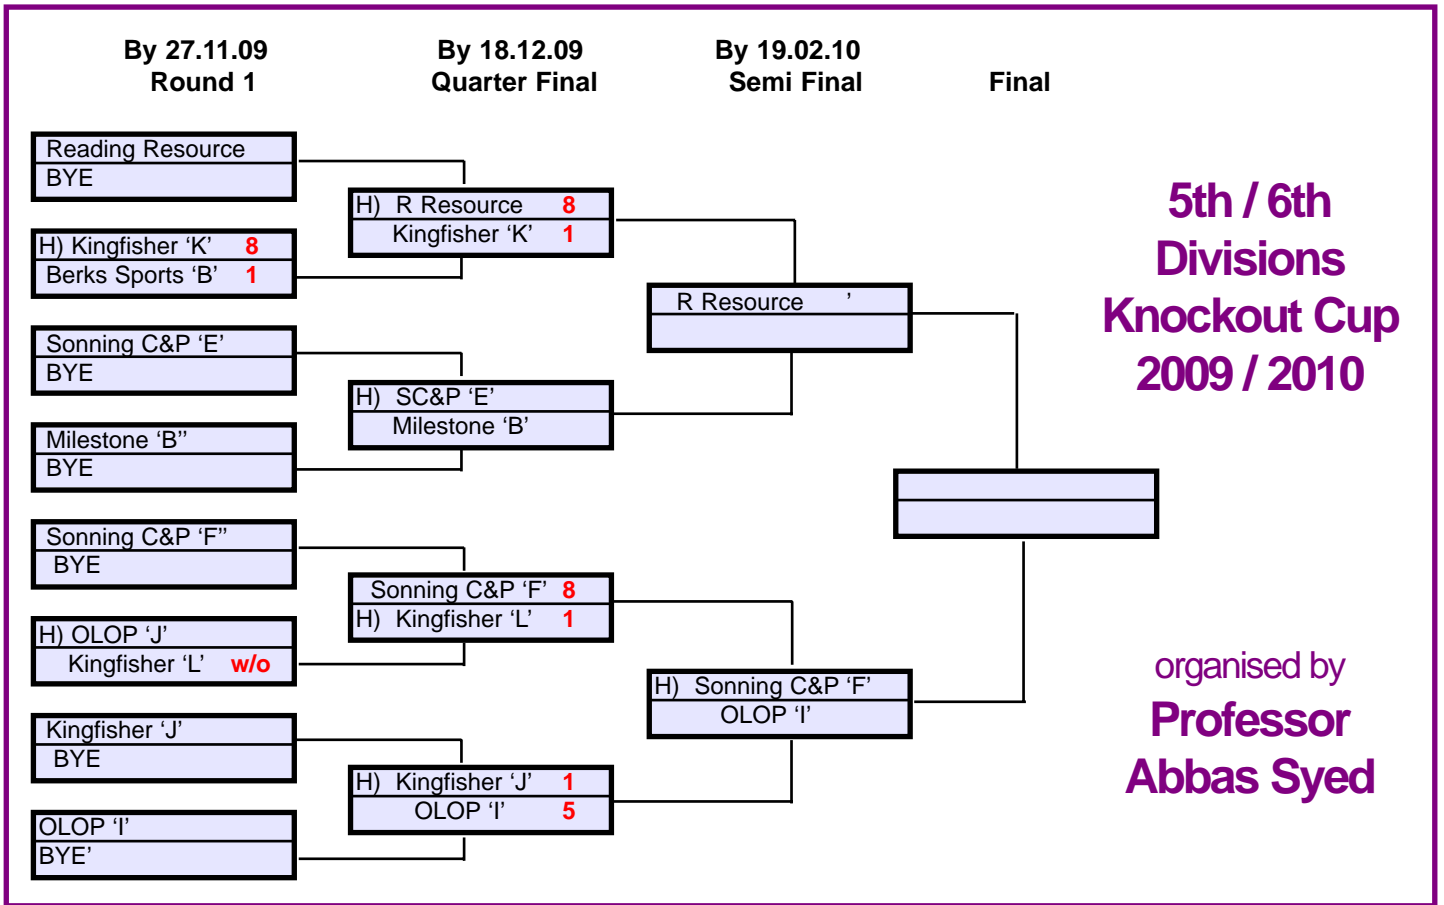 By 27.11.09
Round 1
By 18.12.09
Quarter Final
By 19.02.10
Semi Final
Final
Reading Resource
BYE
H) Kingfisher ‘K’ 8
Berks Sports ‘B’ 1
Sonning C&P ‘E’
BYE
Milestone ‘B’’
BYE
Sonning C&P ‘F’’
BYE
H) OLOP ‘J’
Kingfisher ‘L’ w/o
Kingfisher ‘J’
BYE
OLOP ‘I’
BYE’
H) R Resource 8
Kingfisher ‘K’ 1
H) SC&P ‘E’
Milestone ‘B’
Sonning C&P ‘F’ 8
H) Kingfisher ‘L’ 1
H) Kingfisher ‘J’ 1
OLOP ‘I’ 5
R Resource ’
H) Sonning C&P ‘F’
OLOP ‘I’
5th / 6th
Divisions
Knockout Cup
2009 / 2010
organised by
Professor
Abbas Syed